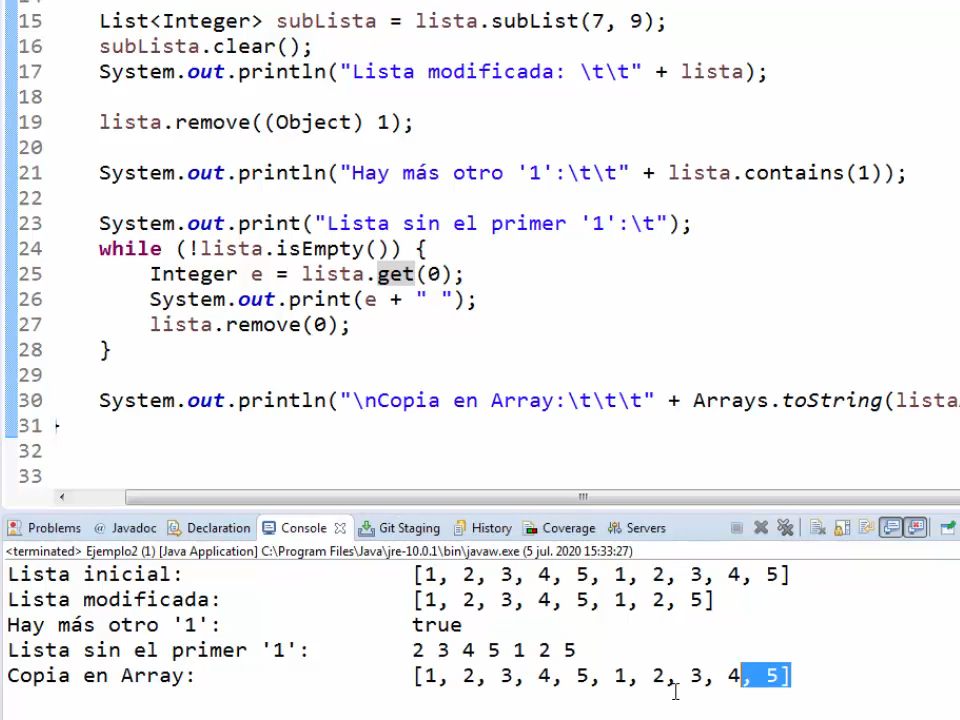 15 List<Integer> subLista = lista.subList(7, 9);
16 subLista.clear();
17 System.out.println("Lista modificada: \t\t" + lista);
18
19 lista.remove((Object) 1);
20
21 System.out.println("Hay más otro '1':\t\t" + lista.contains(1));
22
23 System.out.print("Lista sin el primer '1':\t");
24 while (!lista.isEmpty()) {
25 Integer e = lista.get(0);
26 System.out.print(e + " ");
27 lista.remove(0);
28 }
29
30 System.out.println("\nCopia en Array:\t\t\t" + Arrays.toString(lista
31
32
33
Problems @ Javadoc Declaration Console Git Staging History Coverage Servers
<terminated> Ejemplo2 (1) [Java Application] C:\Program Files\Java\jre-10.0.1\bin\javaw.exe (5 jul. 2020 15:33:27)
Lista inicial: [1, 2, 3, 4, 5, 1, 2, 3, 4, 5]
Lista modificada: [1, 2, 3, 4, 5, 1, 2, 5]
Hay más otro '1': true
Lista sin el primer '1': 2 3 4 5 1 2 5
Copia en Array: [1, 2, 3, 4, 5, 1, 2, 3, 4, 5]